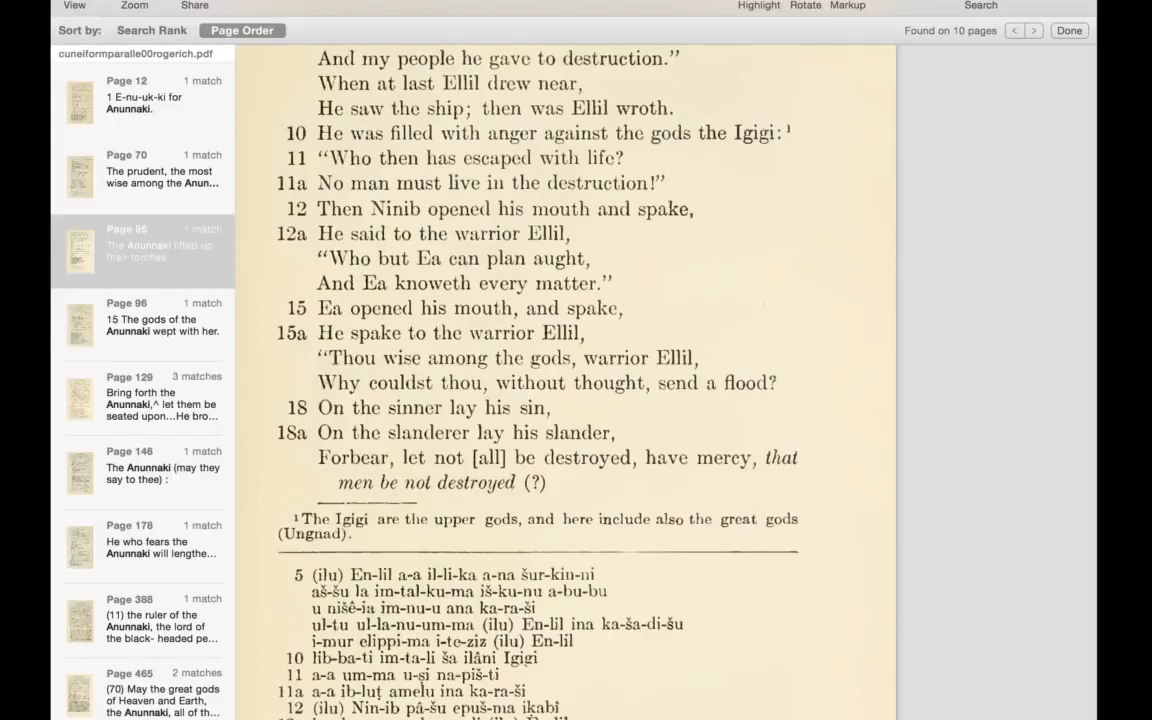 View Zoom Share Highlight Rotate Markup Search
Sort by: Search Rank Page Order Found on 10 pages < > Done
cuneiformparalle00rogerich.pdf
Page 12 1 match
1 E-nu-uk-ki for
Anunnaki.
Page 70 1 match
The prudent, the most
wise among the Anun...
Page 95 1 match
The Anunnaki lifted up
their torches
Page 96 1 match
15 The gods of the
Anunnaki wept with her.
Page 129 3 matches
Bring forth the
Anunnaki,^ let them be
seated upon...He bro...
Page 146 1 match
The Anunnaki (may they
say to thee) :
Page 178 1 match
He who fears the
Anunnaki will lengthe...
Page 388 1 match
(11) the ruler of the
Anunnaki, the lord of
the black- headed pe...
Page 465 2 matches
(70) May the great gods
of Heaven and Earth,
the Anunnaki, all of th...
And my people he gave to destruction.”
When at last Ellil drew near,
He saw the ship; then was Ellil wroth.
10 He was filled with anger against the gods the Igigi: ¹
11 “Who then has escaped with life?
11a No man must live in the destruction!”
12 Then Ninib opened his mouth and spake,
12a He said to the warrior Ellil,
“Who but Ea can plan aught,
And Ea knoweth every matter.”
15 Ea opened his mouth, and spake,
15a He spake to the warrior Ellil,
“Thou wise among the gods, warrior Ellil,
Why couldst thou, without thought, send a flood?
18 On the sinner lay his sin,
18a On the slanderer lay his slander,
Forbear, let not [all] be destroyed, have mercy, that
men be not destroyed (?)
¹ The Igigi are the upper gods, and here include also the great gods
(Ungnad).
5 (ilu) En-lil a-a il-li-ka a-na šur-kin-ni
aš-šu la im-tal-ku-ma iš-ku-nu a-bu-bu
u nišê-ia im-nu-u ana ka-ra-ši
ul-tu ul-la-nu-um-ma (ilu) En-lil ina ka-ša-di-šu
i-mur elippi-ma i-te-ziz (ilu) En-lil
10 lib-ba-ti im-ta-li ša ilâni Igigi
11 a-a um-ma u-ṣi na-piš-ti
11a a-a ib-luṭ amelu ina ka-ra-ši
12 (ilu) Nin-ib pâ-šu epuš-ma ikabî